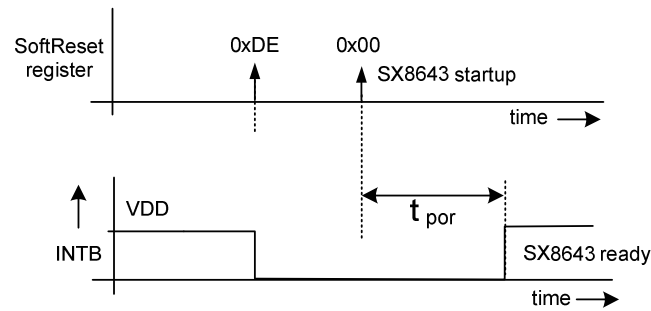 SoftReset
register
0xDE
0x00
SX8643 startup
time
VDD
t por
INTB
SX8643 ready
time